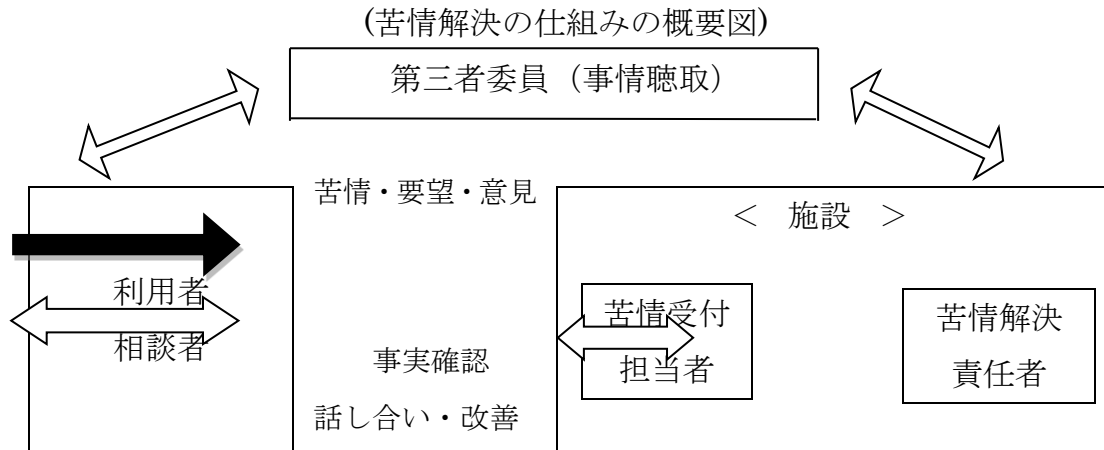 (苦情解決の仕組みの概要図)
第三者委員（事情聴取）
苦情・要望・意見
＜　施設　＞
利用者
相談者
苦情受付
担当者
苦情解決
責任者
事実確認
話し合い・改善